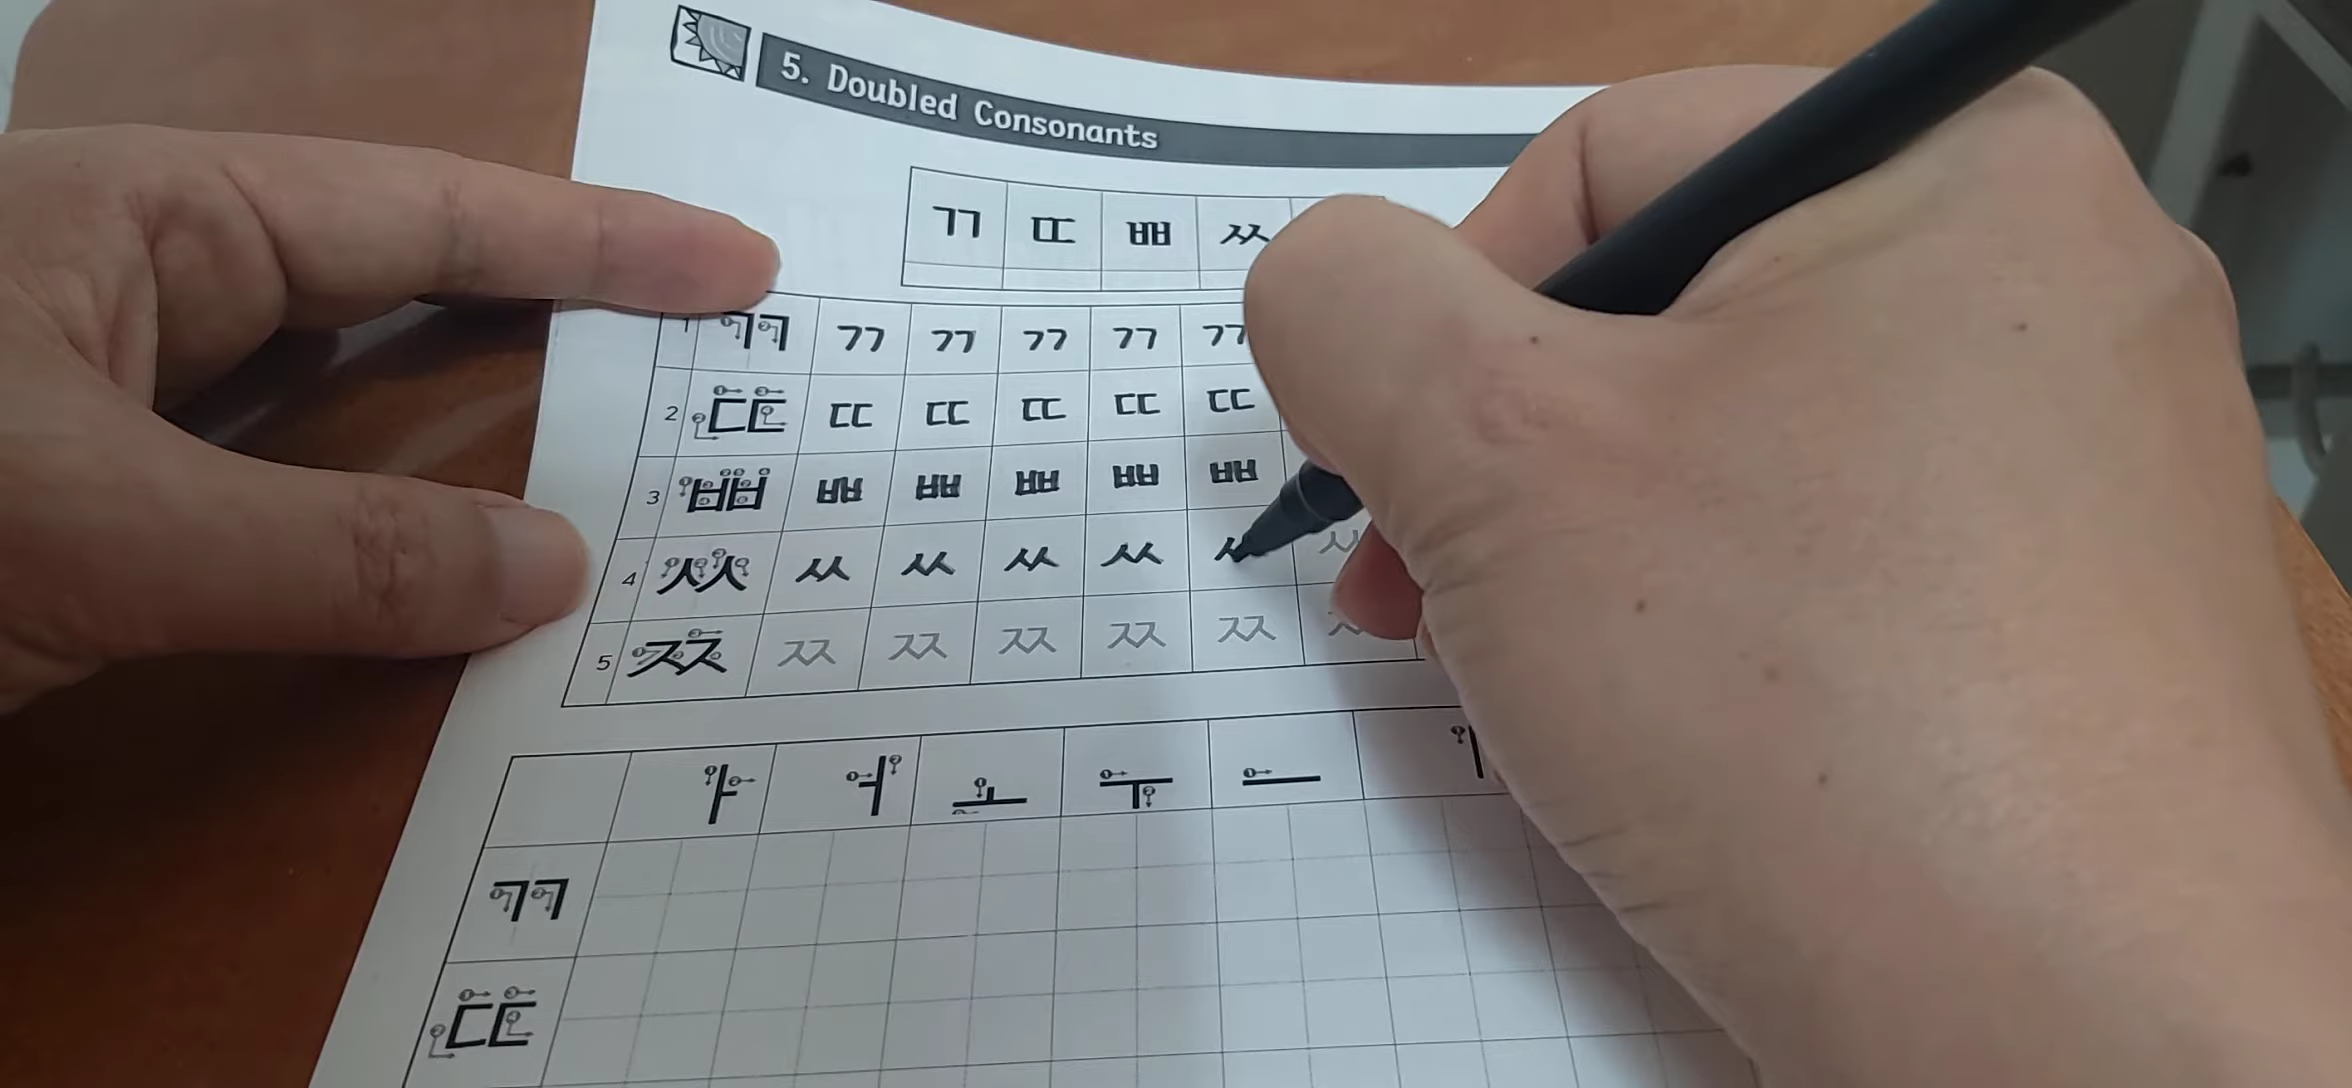 5. Doubled Consonants
ㄲ ㄸ ㅃ ㅆ
1 ㄲ ㄲ ㄲ ㄲ ㄲ ㄲ
2 ㄸ ㄸ ㄸ ㄸ ㄸ ㄸ
3 ㅃ ㅃ ㅃ ㅃ ㅃ ㅃ
4 ㅆ ㅆ ㅆ ㅆ ㅆ ㅆ
5 ㅉ ㅉ ㅉ ㅉ ㅉ ㅉ
ㅏ ㅓ ㅗ ㅜ ㅡ ㅣ
ㄲ
ㄸ